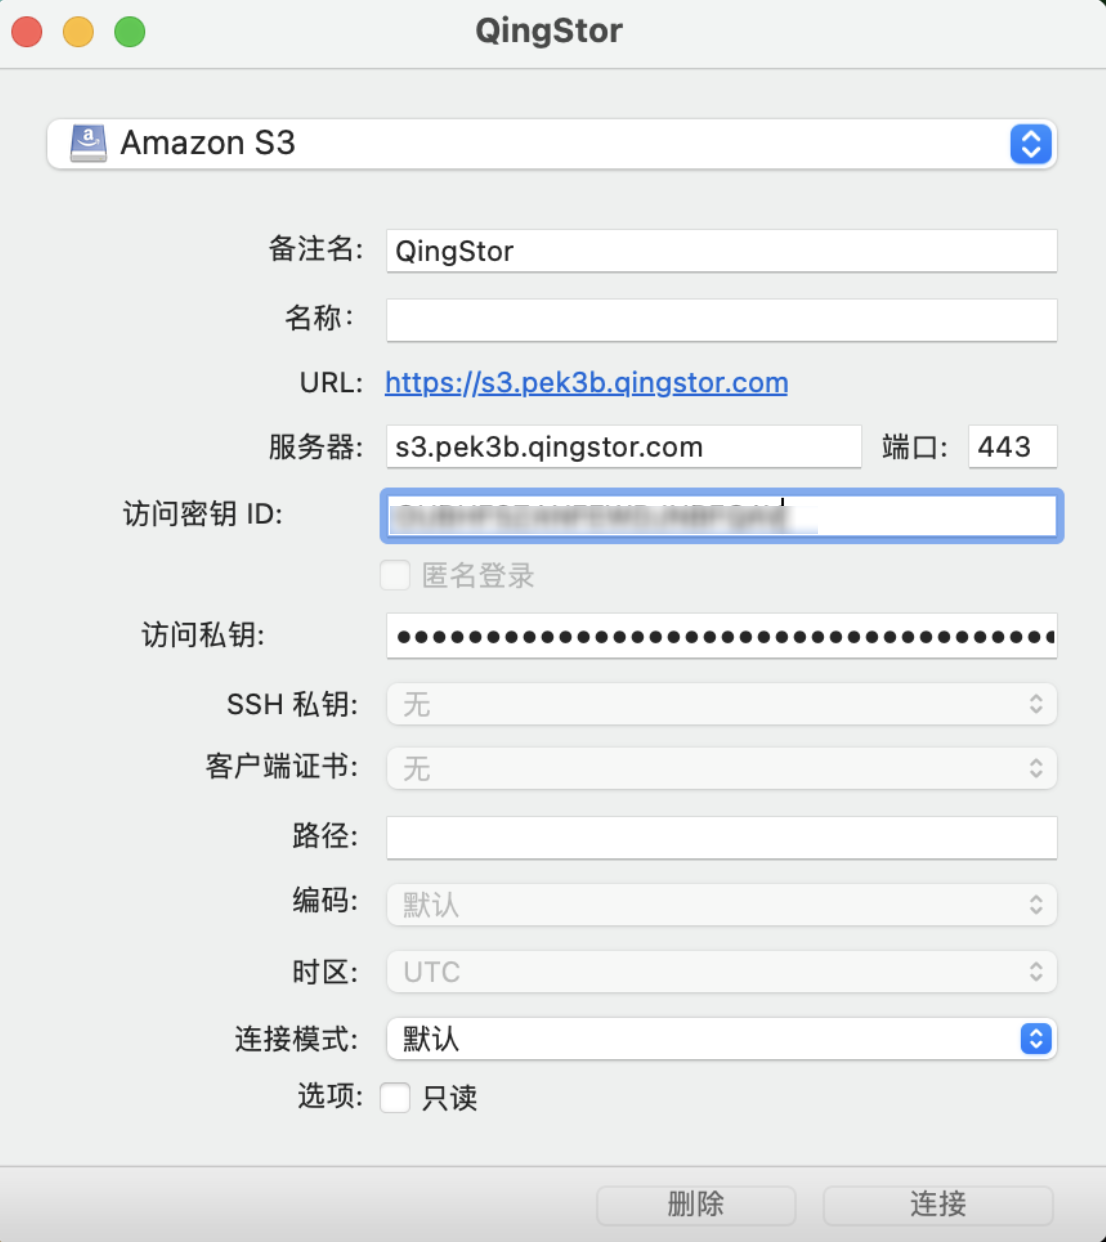 QingStor
Amazon S3
备注名: QingStor
名称:
URL: https://s3.pek3b.qingstor.com
服务器: s3.pek3b.qingstor.com 端口: 443
访问密钥 ID:
匿名登录
访问私钥: ●●●●●●●●●●●●●●●●●●●●●●●●●●●●●●●●●●●●●
SSH 私钥: 无
客户端证书: 无
路径:
编码: 默认
时区: UTC
连接模式: 默认
选项: 只读
删除 连接